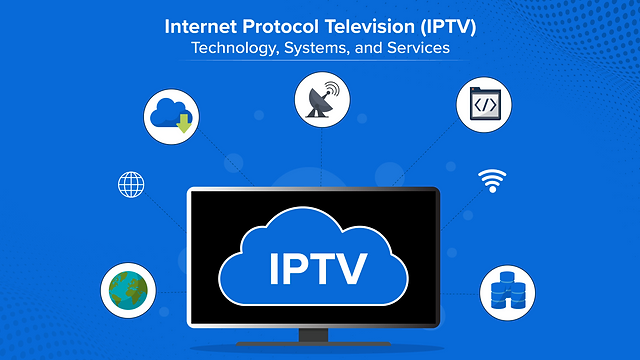 Internet Protocol Television (IPTV)
Technology, Systems, and Services
</>
IPTV